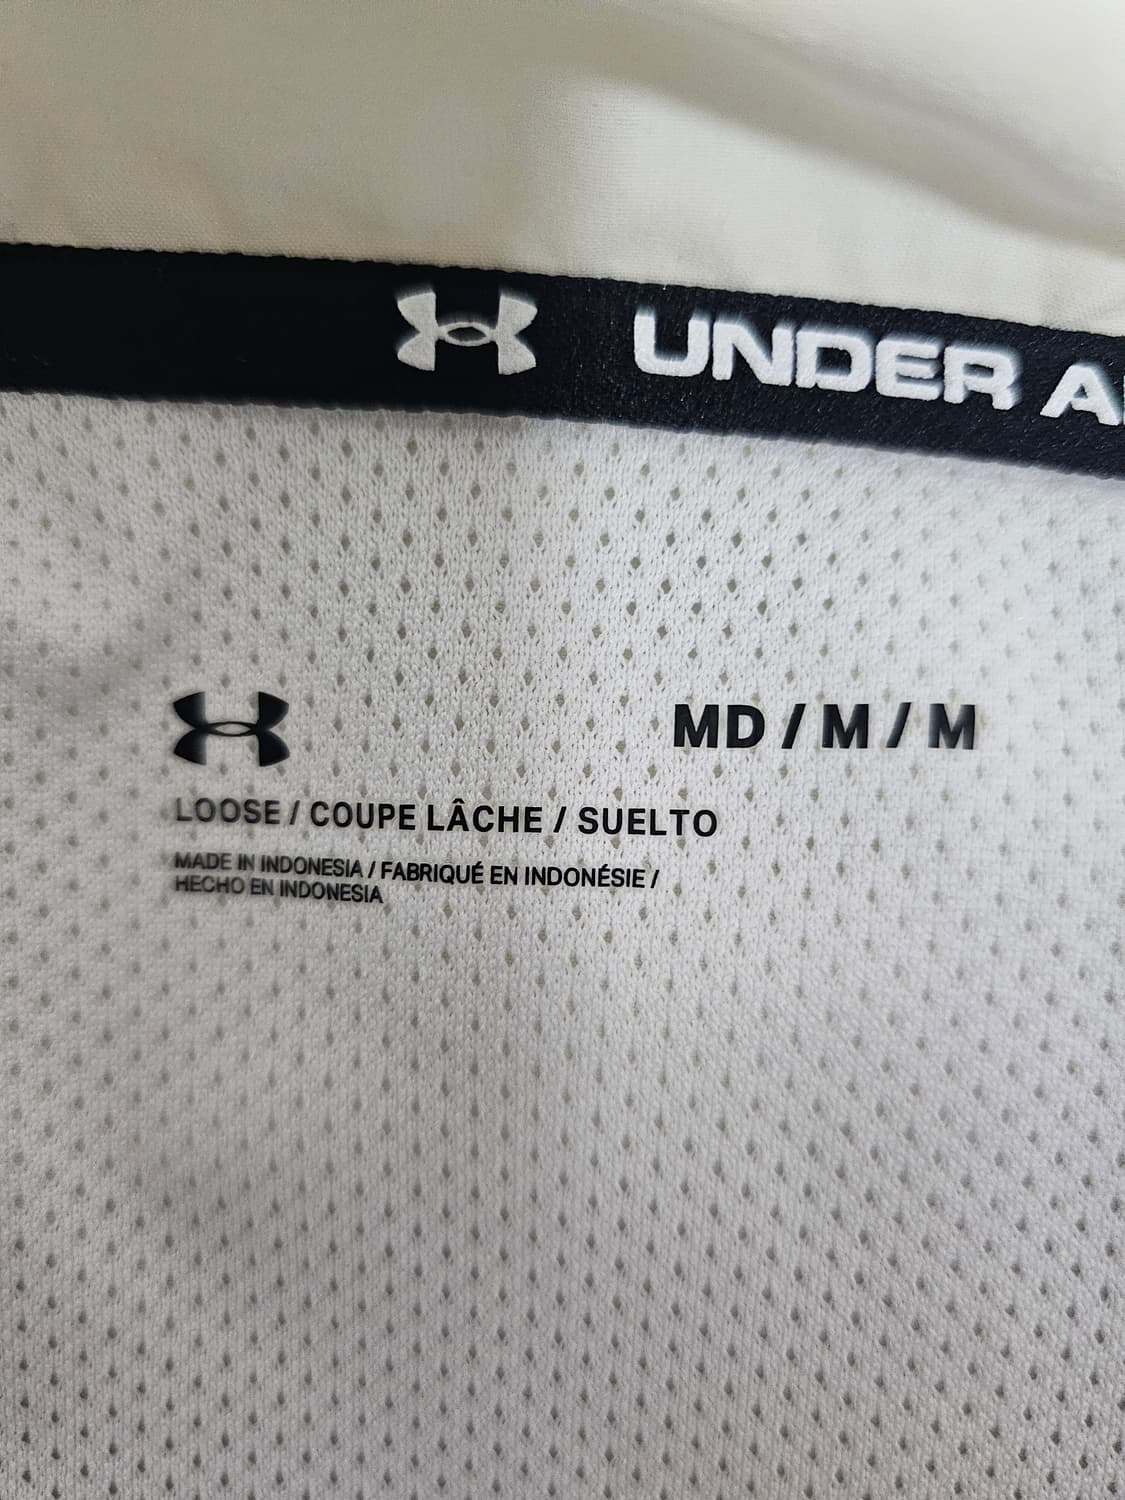 UNDER A
MD / M / M
LOOSE / COUPE LÂCHE / SUELTO
MADE IN INDONESIA / FABRIQUÉ EN INDONÉSIE /
HECHO EN INDONESIA